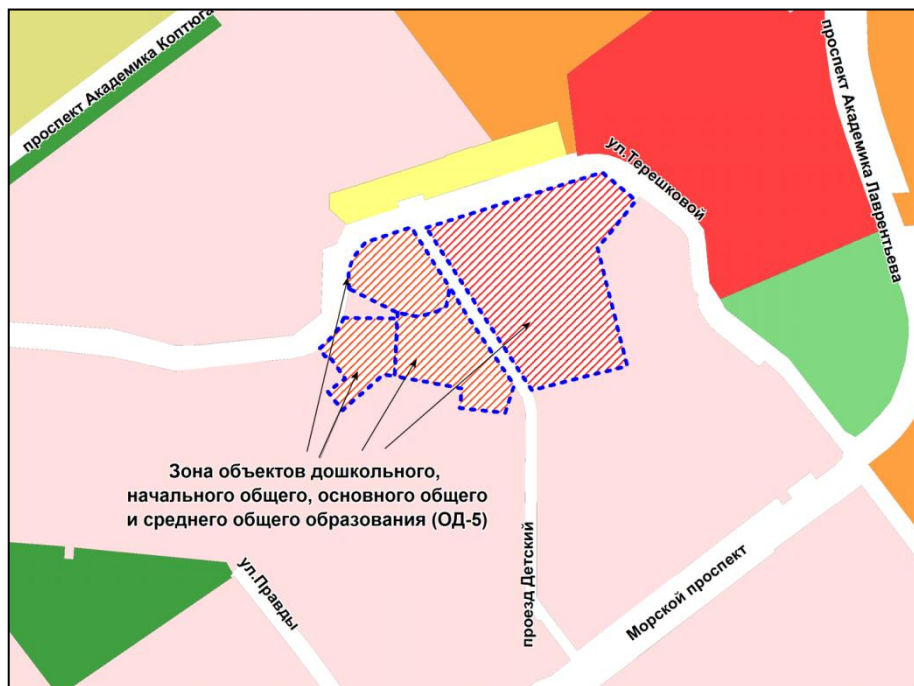 проспект Академика Коптюга
проспект Академика Лаврентьева
ул.Терешковой
Зона объектов дошкольного,
начального общего, основного общего
и среднего общего образования (ОД-5)
ул.Правды
проезд Детский
Морской проспект